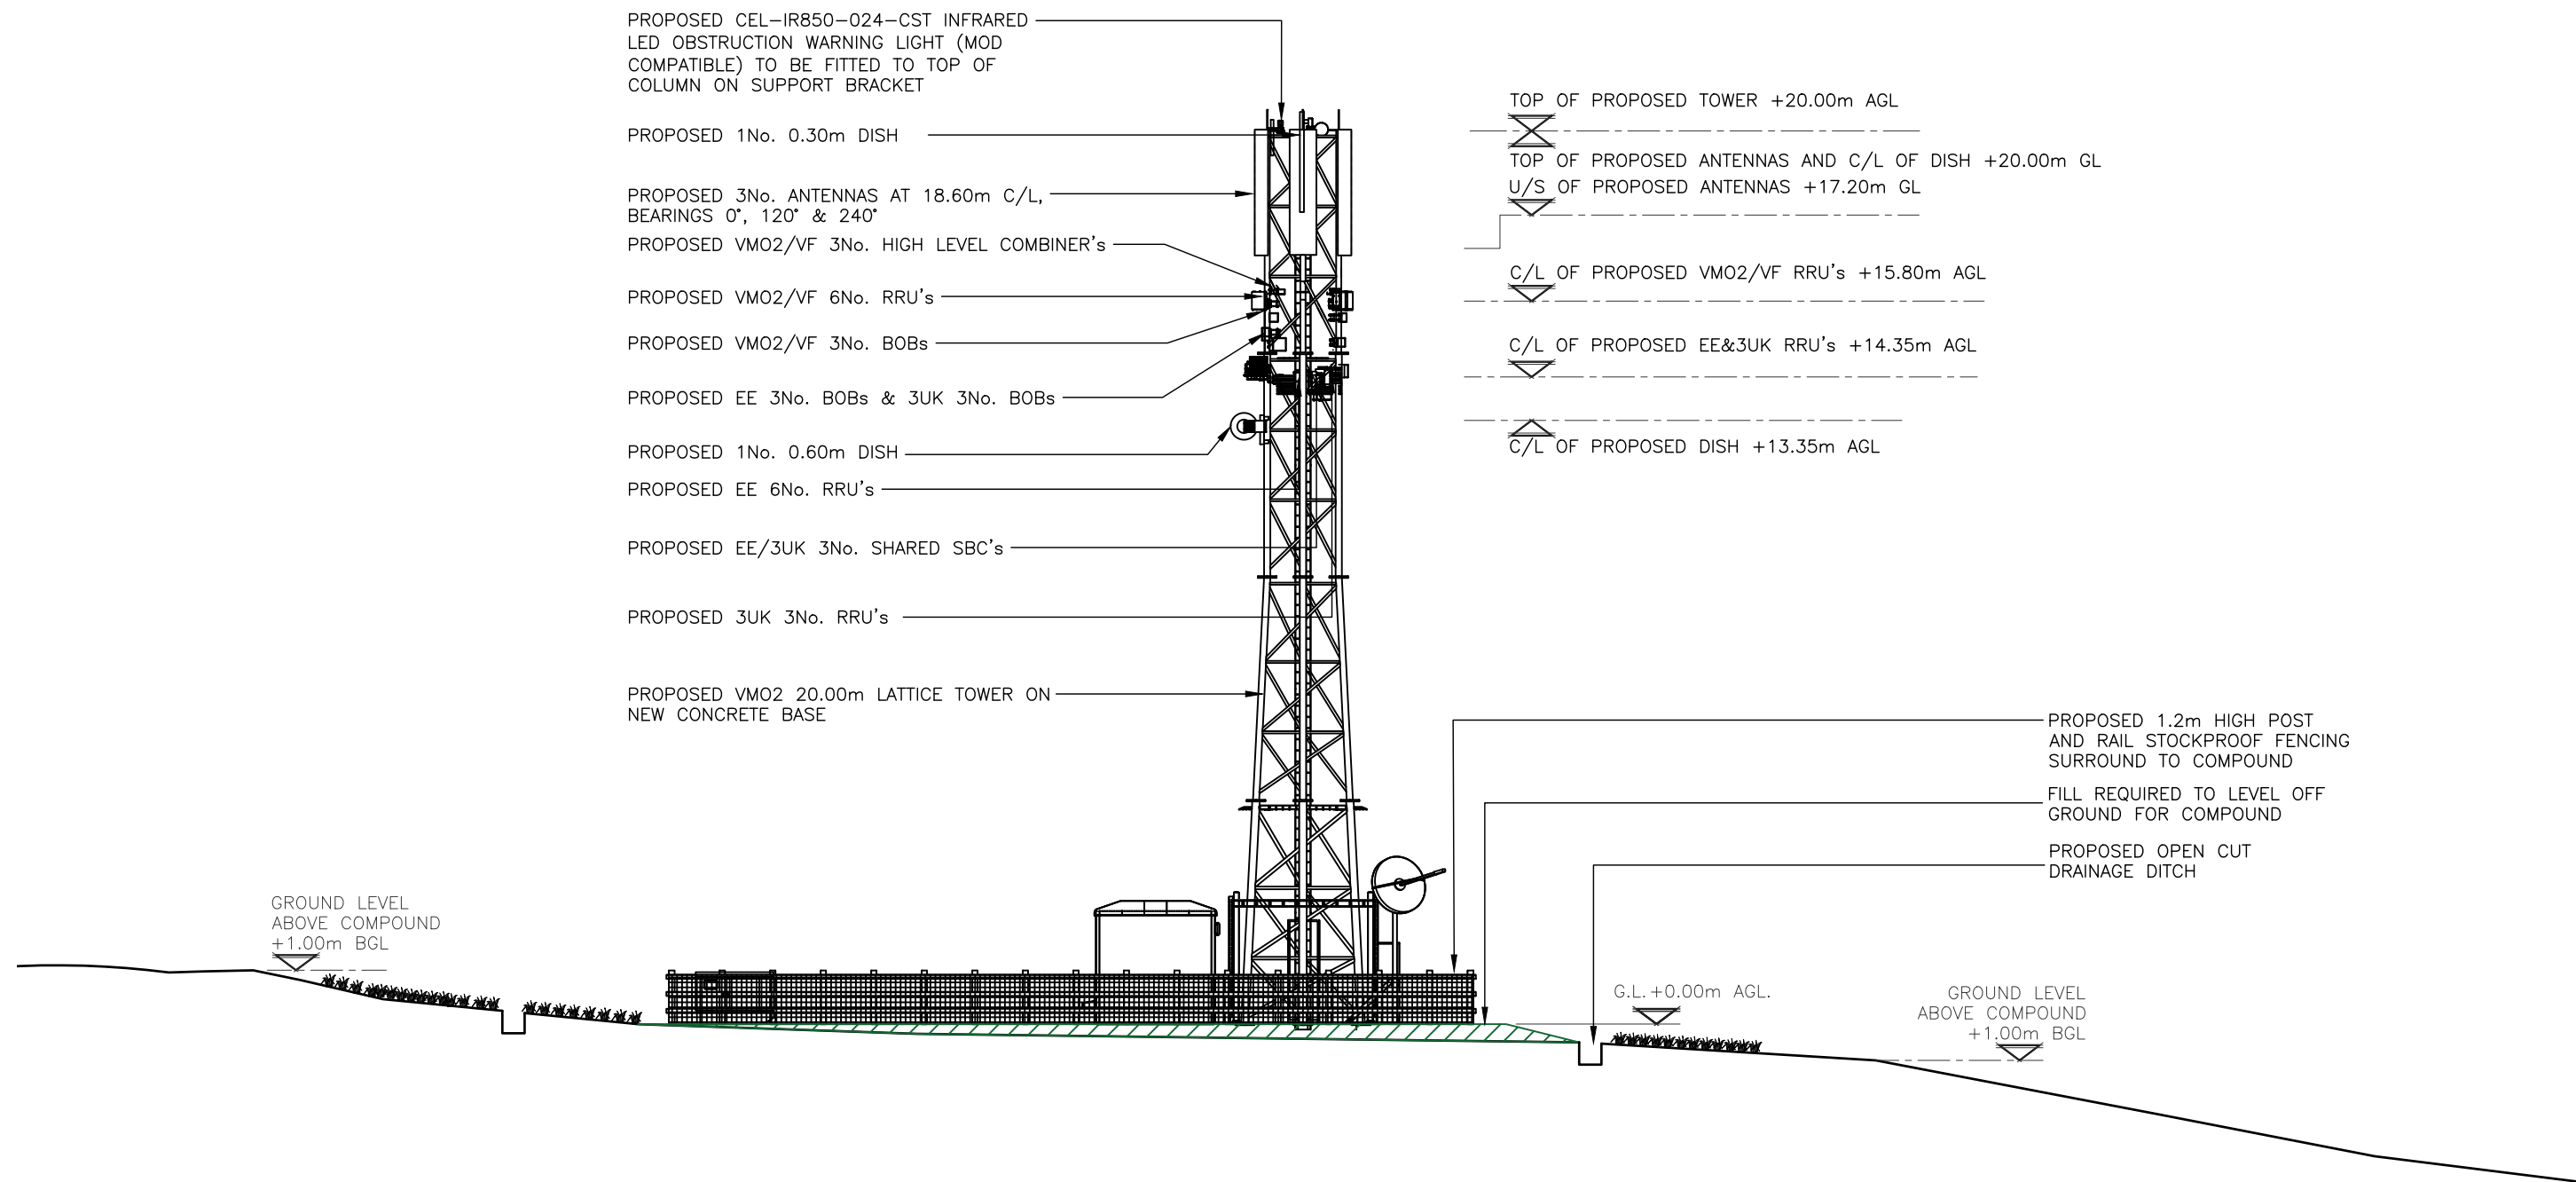 PROPOSED CEL-IR850-024-CST INFRARED
LED OBSTRUCTION WARNING LIGHT (MOD
COMPATIBLE) TO BE FITTED TO TOP OF
COLUMN ON SUPPORT BRACKET
PROPOSED 1No. 0.30m DISH
PROPOSED 3No. ANTENNAS AT 18.60m C/L,
BEARINGS 0°, 120° & 240°
PROPOSED VMO2/VF 3No. HIGH LEVEL COMBINER's
PROPOSED VMO2/VF 6No. RRU's
PROPOSED VMO2/VF 3No. BOBs
PROPOSED EE 3No. BOBs & 3UK 3No. BOBs
PROPOSED 1No. 0.60m DISH
PROPOSED EE 6No. RRU's
PROPOSED EE/3UK 3No. SHARED SBC's
PROPOSED 3UK 3No. RRU's
PROPOSED VMO2 20.00m LATTICE TOWER ON
NEW CONCRETE BASE
TOP OF PROPOSED TOWER +20.00m AGL
TOP OF PROPOSED ANTENNAS AND C/L OF DISH +20.00m GL
U/S OF PROPOSED ANTENNAS +17.20m GL
C/L OF PROPOSED VMO2/VF RRU's +15.80m AGL
C/L OF PROPOSED EE&3UK RRU's +14.35m AGL
C/L OF PROPOSED DISH +13.35m AGL
PROPOSED 1.2m HIGH POST
AND RAIL STOCKPROOF FENCING
SURROUND TO COMPOUND
FILL REQUIRED TO LEVEL OFF
GROUND FOR COMPOUND
PROPOSED OPEN CUT
DRAINAGE DITCH
GROUND LEVEL
ABOVE COMPOUND
+1.00m BGL
G.L.+0.00m AGL.
GROUND LEVEL
ABOVE COMPOUND
+1.00m BGL